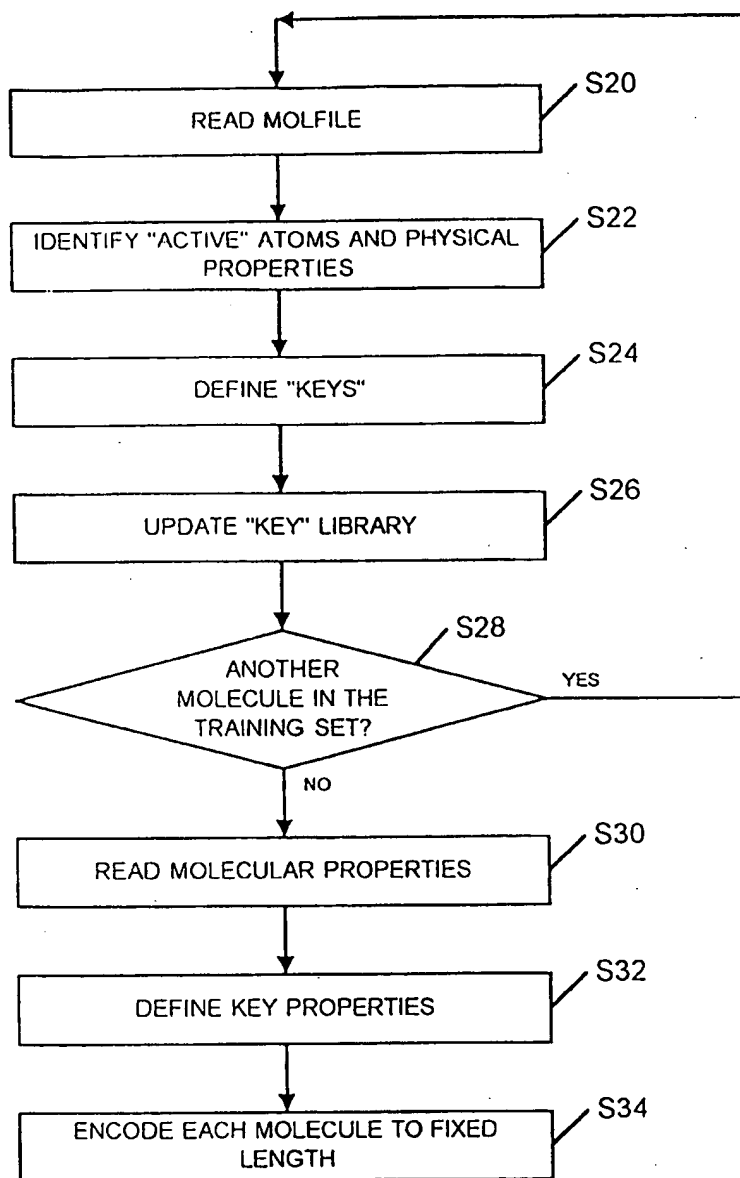 S20
READ MOLFILE
S22
IDENTIFY "ACTIVE" ATOMS AND PHYSICAL
PROPERTIES
S24
DEFINE "KEYS"
S26
UPDATE "KEY" LIBRARY
S28
ANOTHER
MOLECULE IN THE
TRAINING SET?
YES
NO
S30
READ MOLECULAR PROPERTIES
S32
DEFINE KEY PROPERTIES
S34
ENCODE EACH MOLECULE TO FIXED
LENGTH